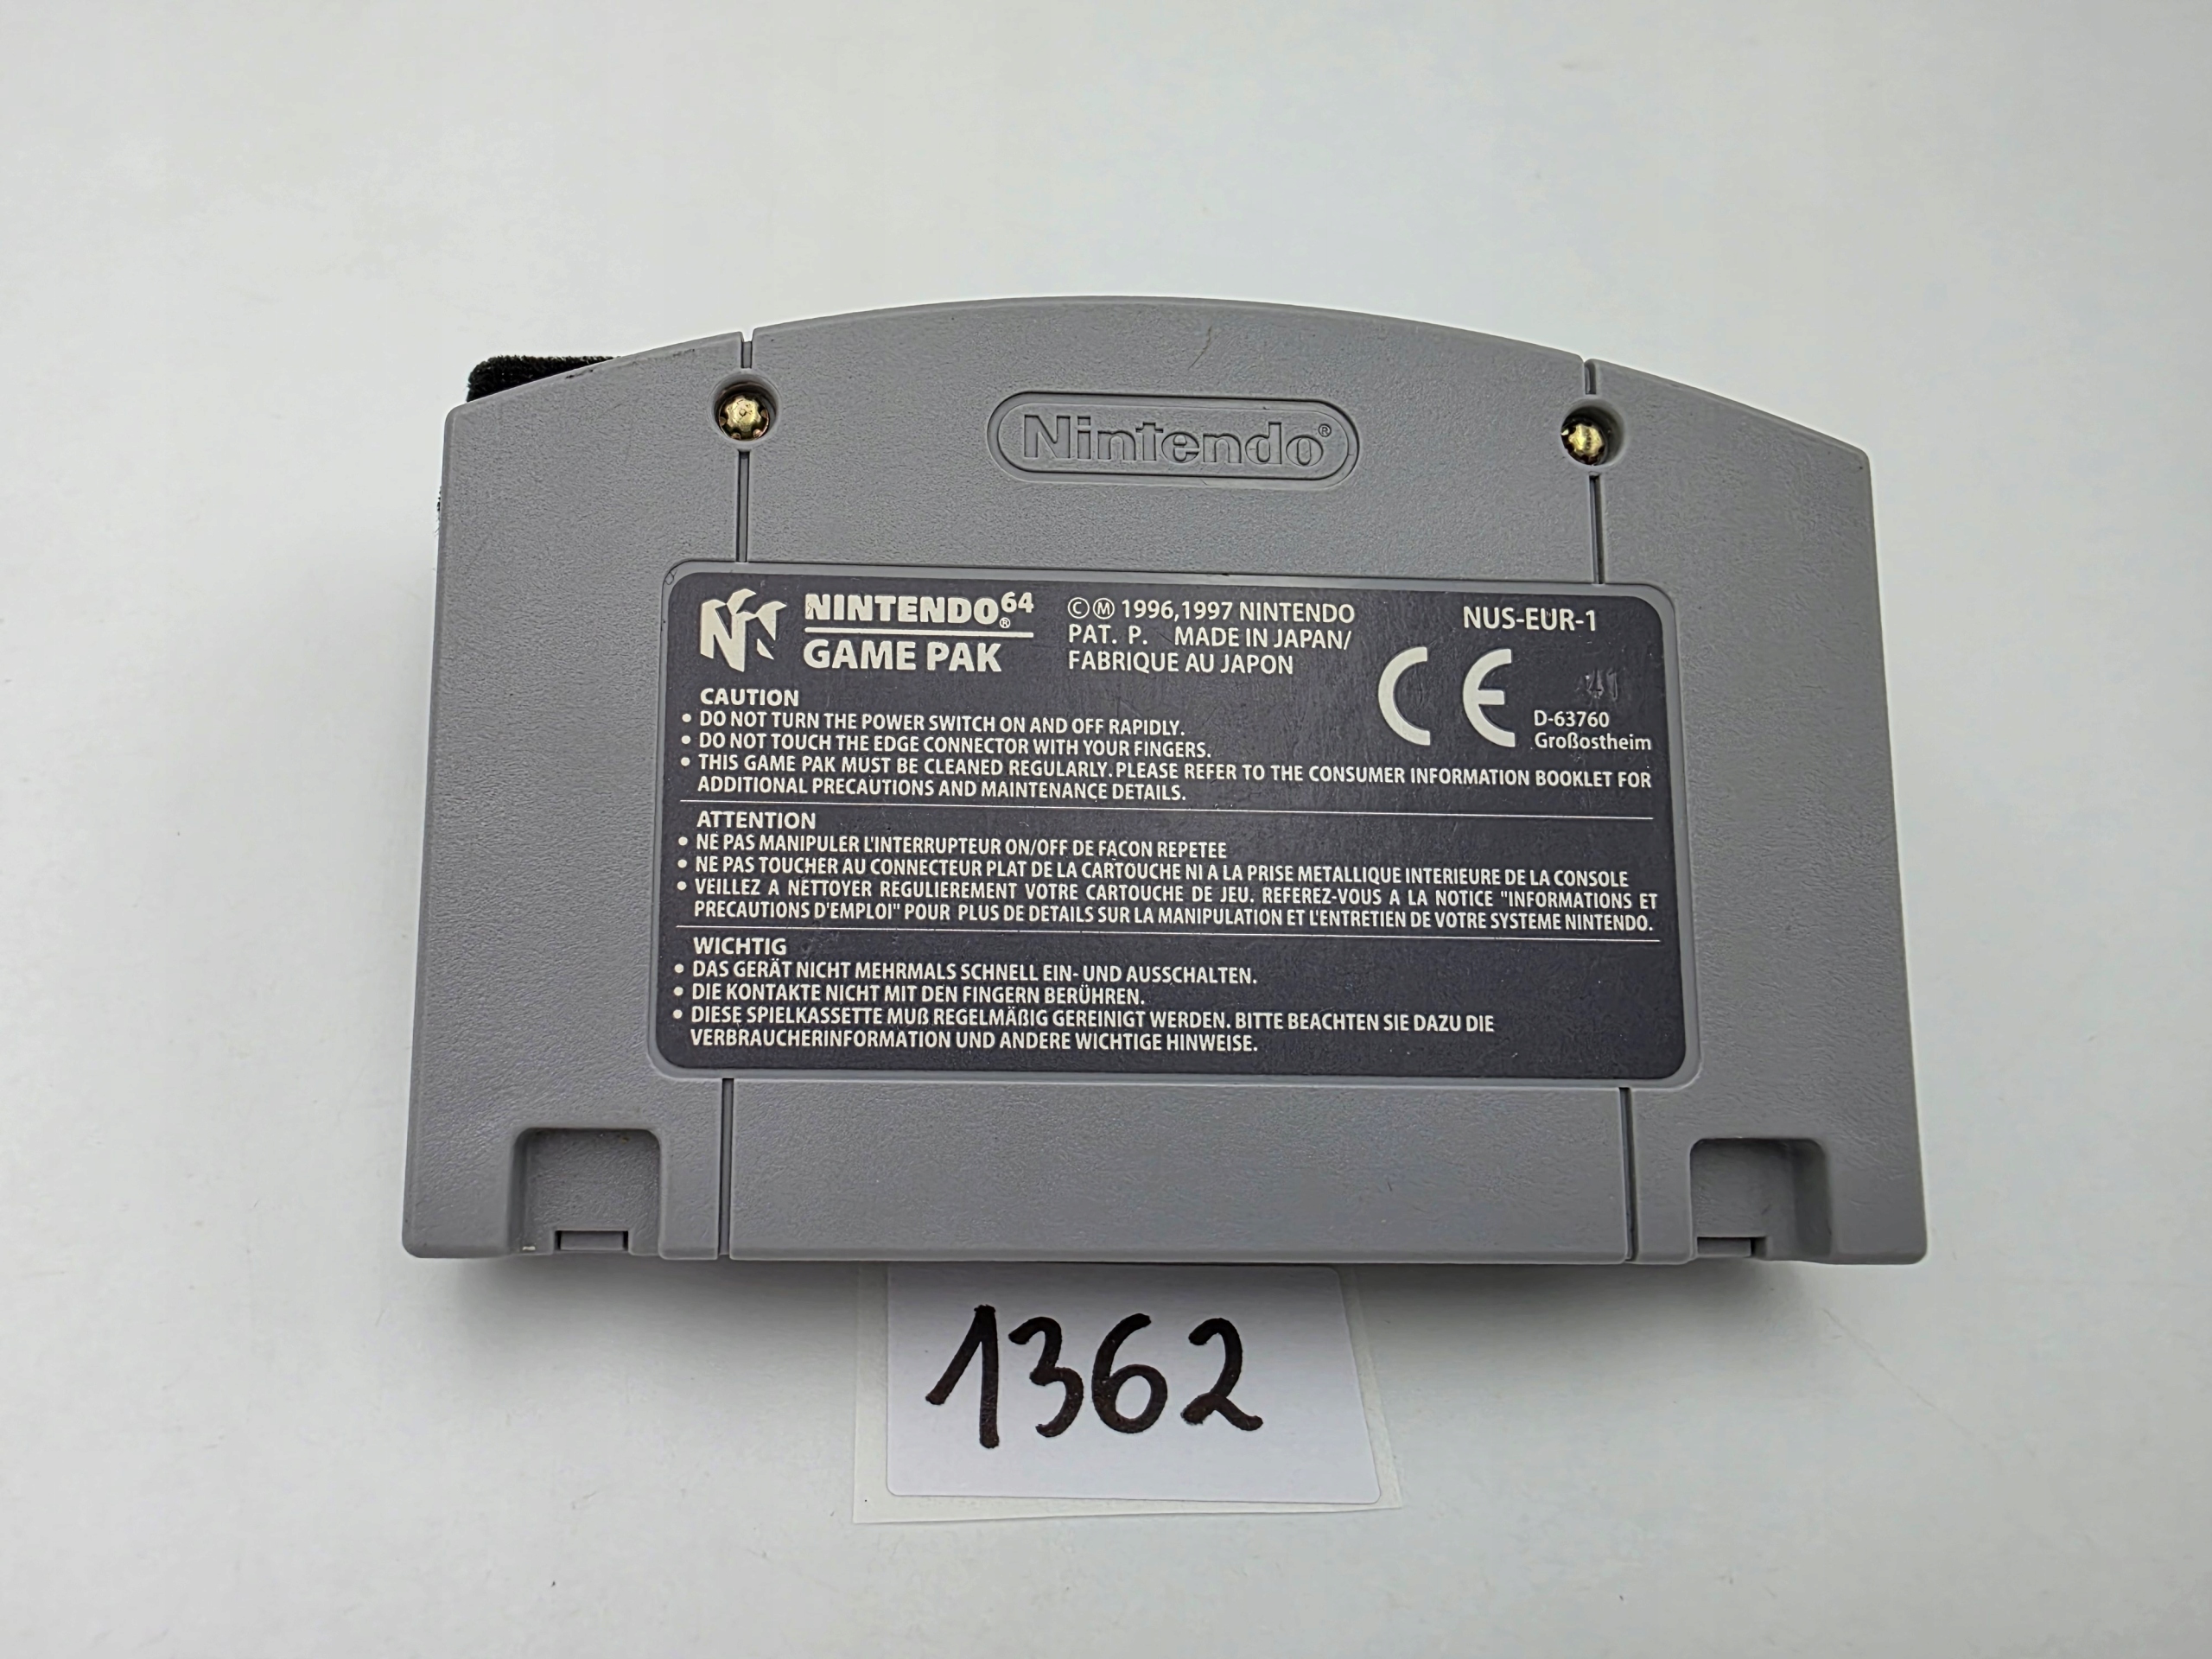 Nintendo®
NINTENDO64®
GAME PAK
©Ⓜ 1996,1997 NINTENDO
PAT. P. MADE IN JAPAN/
FABRIQUE AU JAPON
NUS-EUR-1
CE
41
D-63760
Großostheim
CAUTION
• DO NOT TURN THE POWER SWITCH ON AND OFF RAPIDLY.
• DO NOT TOUCH THE EDGE CONNECTOR WITH YOUR FINGERS.
• THIS GAME PAK MUST BE CLEANED REGULARLY. PLEASE REFER TO THE CONSUMER INFORMATION BOOKLET FOR
ADDITIONAL PRECAUTIONS AND MAINTENANCE DETAILS.
ATTENTION
• NE PAS MANIPULER L'INTERRUPTEUR ON/OFF DE FACON REPETEE
• NE PAS TOUCHER AU CONNECTEUR PLAT DE LA CARTOUCHE NI A LA PRISE METALLIQUE INTERIEURE DE LA CONSOLE
• VEILLEZ A NETTOYER REGULIEREMENT VOTRE CARTOUCHE DE JEU. REFEREZ-VOUS A LA NOTICE "INFORMATIONS ET
PRECAUTIONS D'EMPLOI" POUR PLUS DE DETAILS SUR LA MANIPULATION ET L'ENTRETIEN DE VOTRE SYSTEME NINTENDO.
WICHTIG
• DAS GERÄT NICHT MEHRMALS SCHNELL EIN- UND AUSSCHALTEN.
• DIE KONTAKTE NICHT MIT DEN FINGERN BERÜHREN.
• DIESE SPIELKASSETTE MUß REGELMÄßIG GEREINIGT WERDEN. BITTE BEACHTEN SIE DAZU DIE
VERBRAUCHERINFORMATION UND ANDERE WICHTIGE HINWEISE.
1362